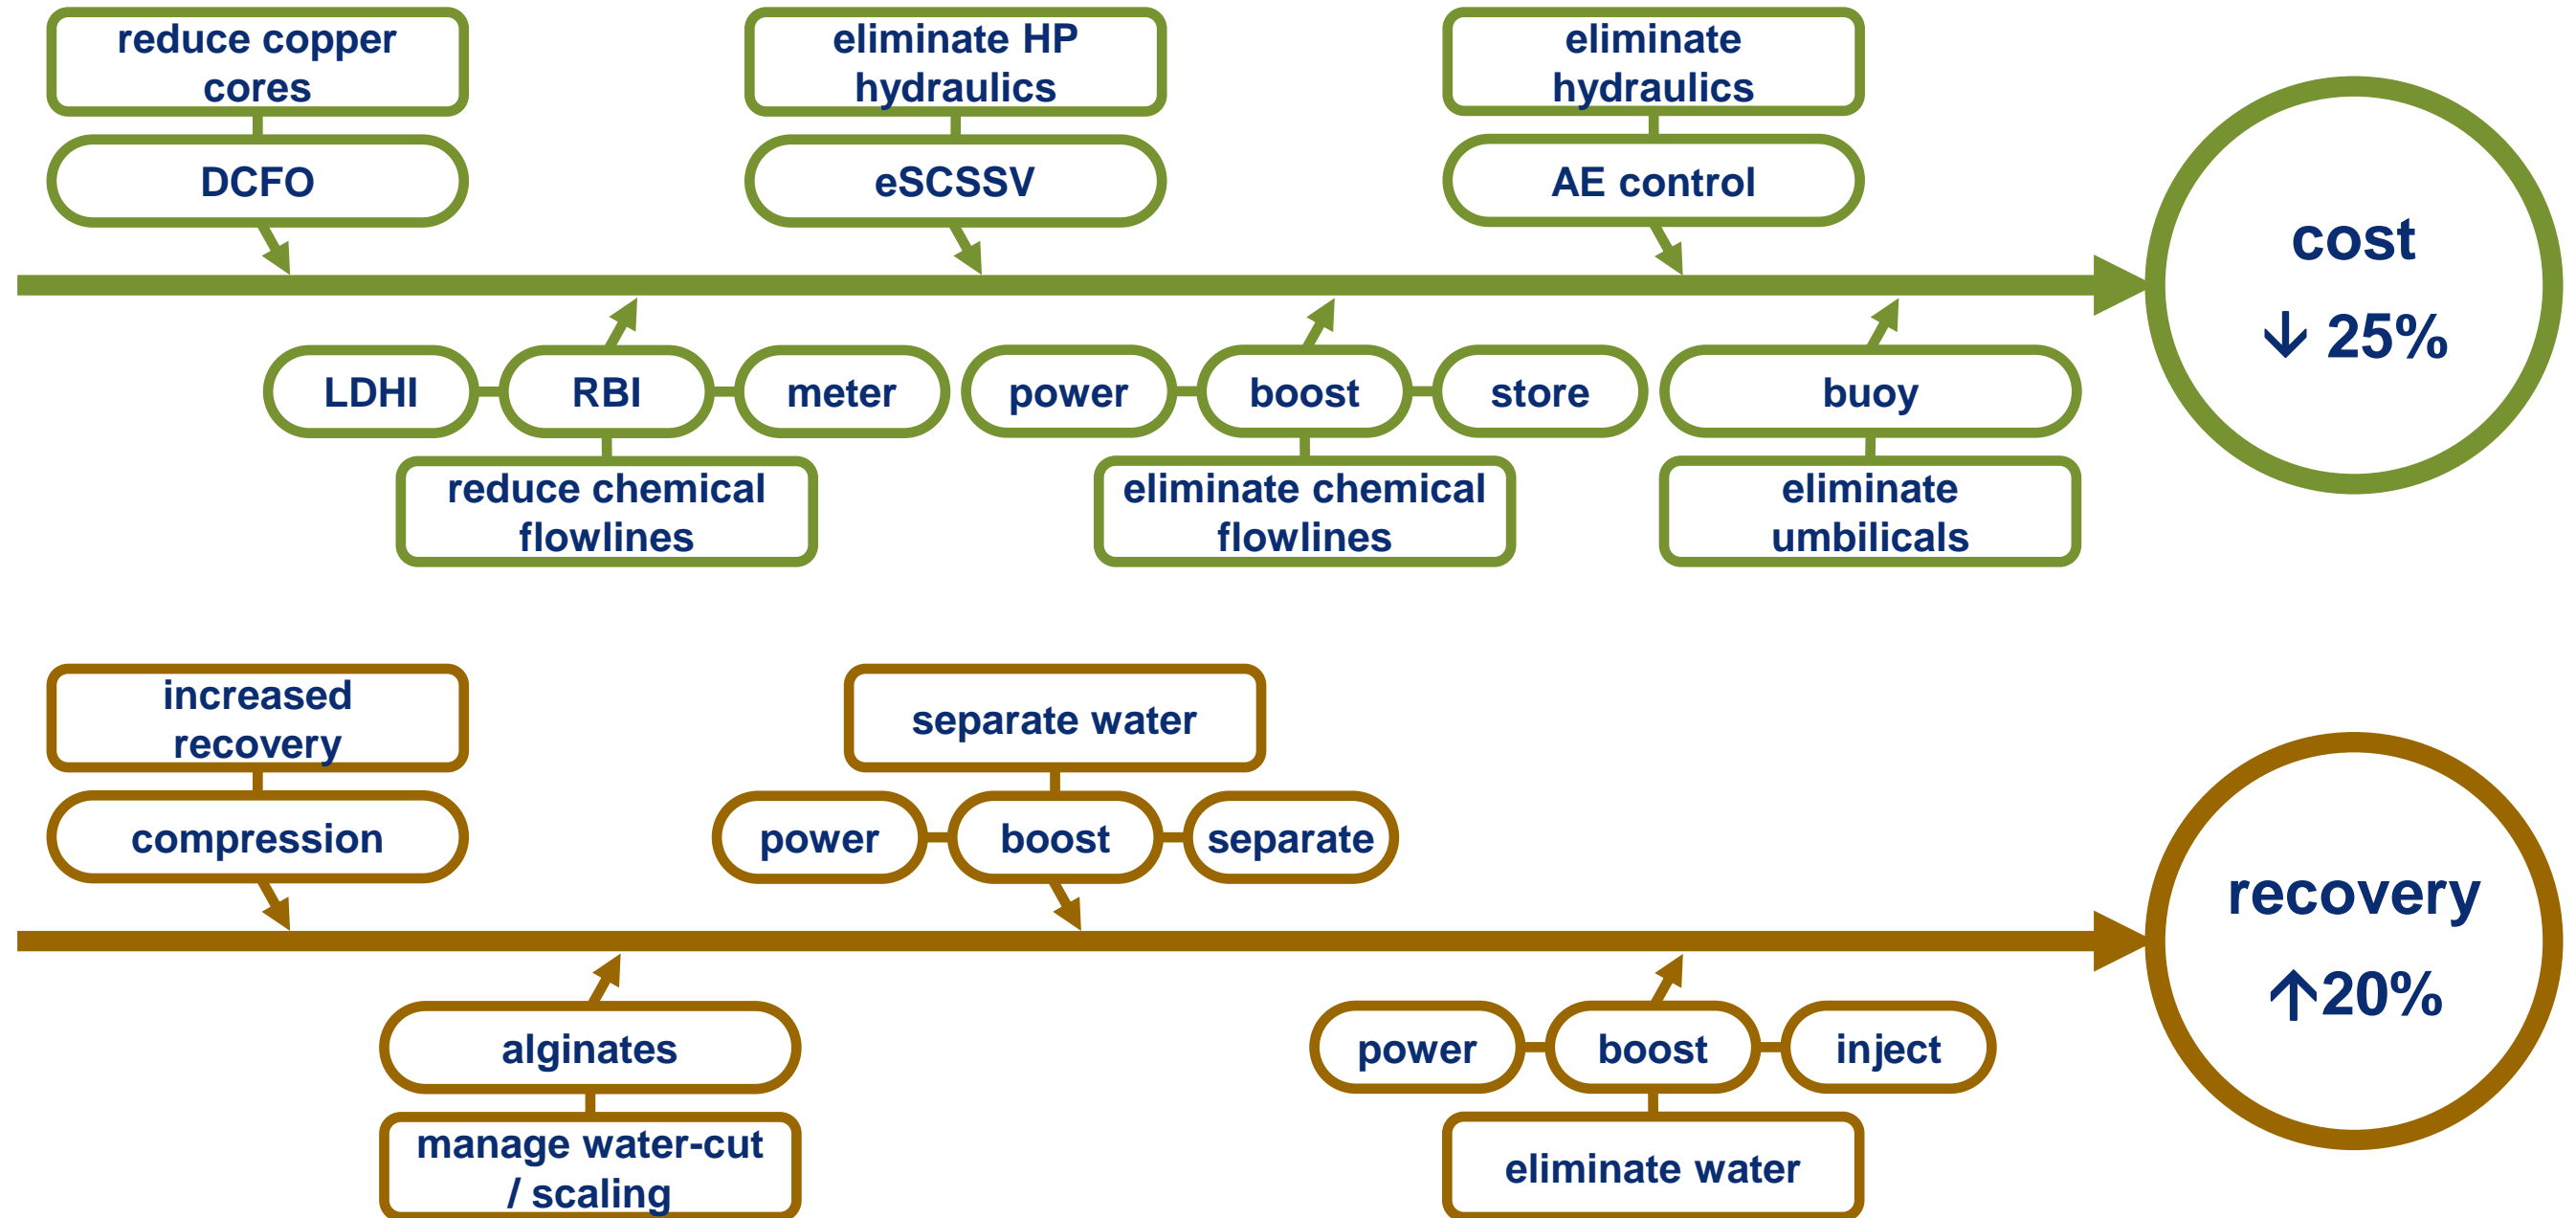 reduce copper
cores
DCFO
eliminate HP
hydraulics
eSCSSV
eliminate
hydraulics
AE control
cost
↓ 25%
LDHI
RBI
meter
reduce chemical
flowlines
power
boost
store
eliminate chemical
flowlines
buoy
eliminate
umbilicals
increased
recovery
compression
separate water
power
boost
separate
recovery
↑20%
alginates
manage water-cut
/ scaling
power
boost
inject
eliminate water